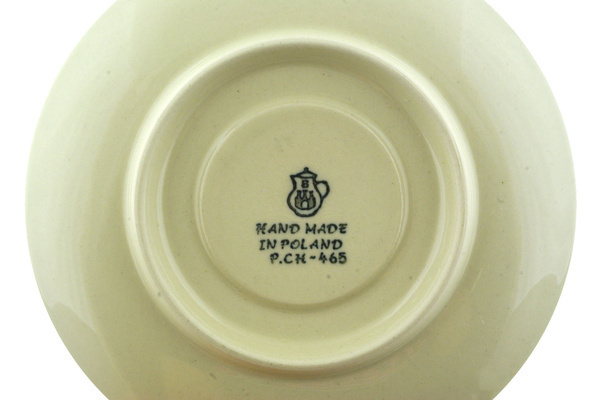 B
HAND MADE
IN POLAND
P.CH-465